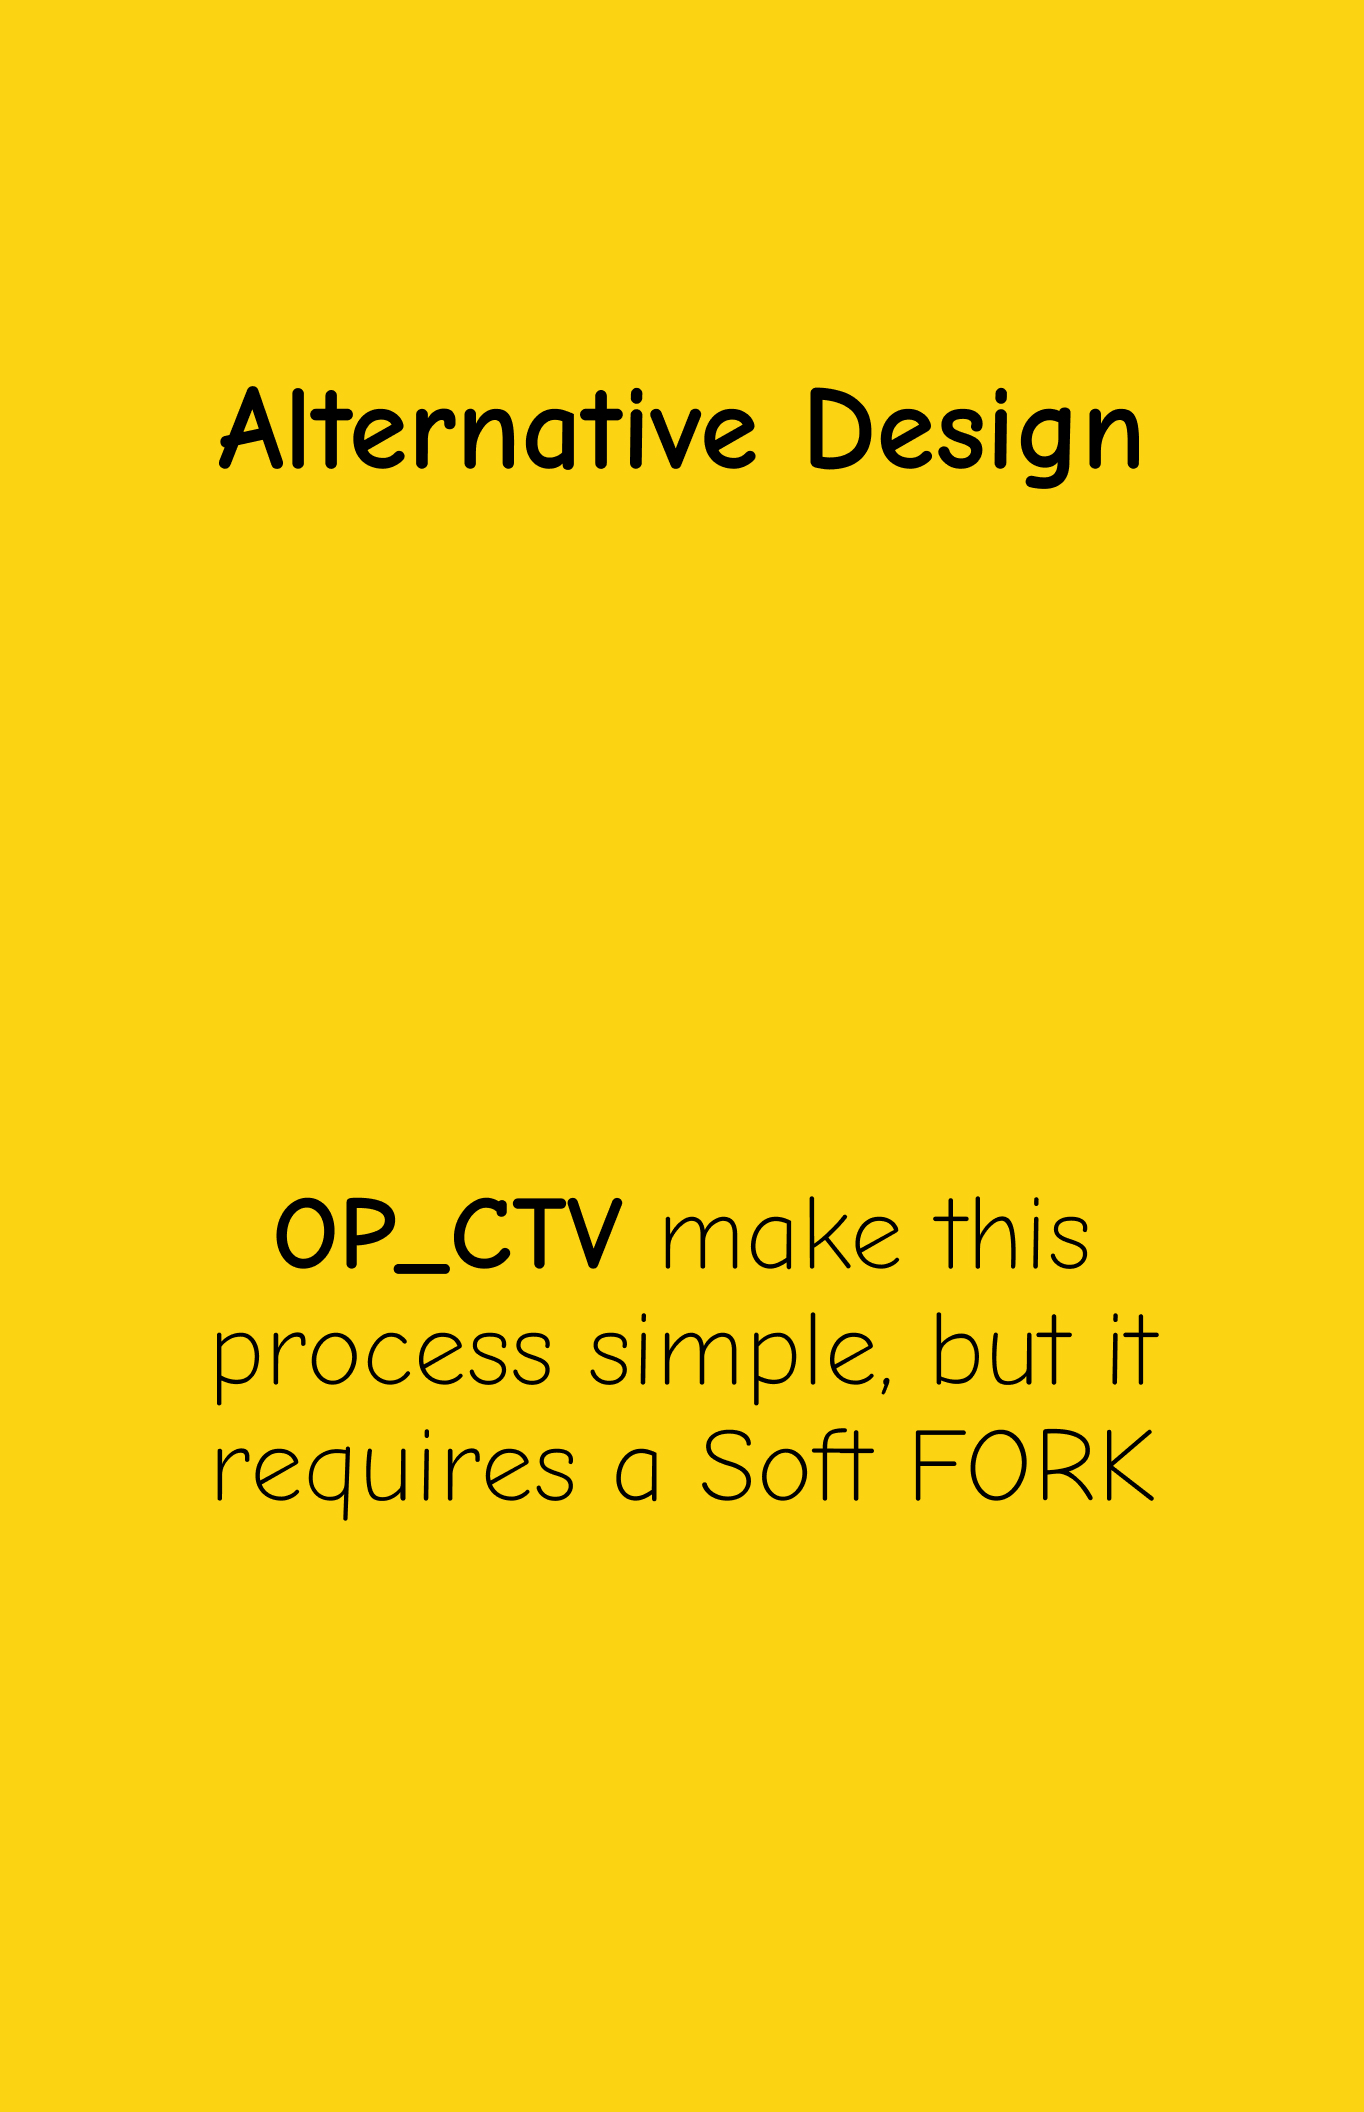 Alternative Design
OP_CTV make this
process simple, but it
requires a Soft FORK